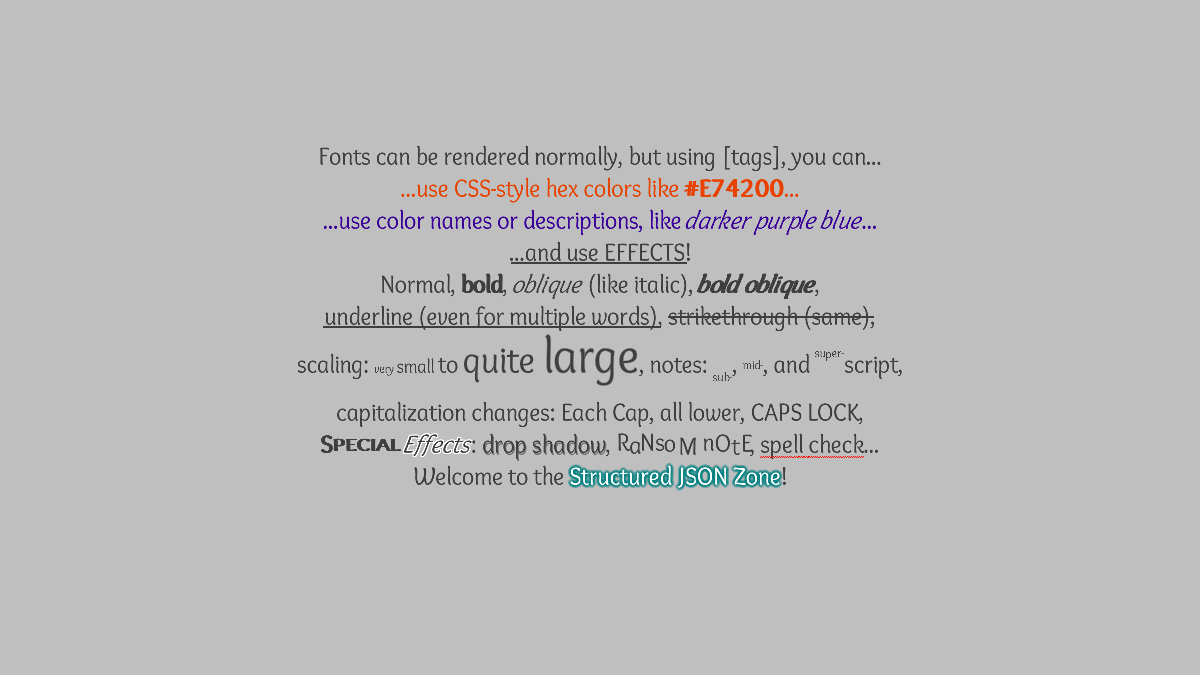 Fonts can be rendered normally, but using [tags], you can...
...use CSS-style hex colors like #E74200...
...use color names or descriptions, like darker purple blue...
...and use EFFECTS!
Normal, bold, oblique (like italic), bold oblique,
underline (even for multiple words), strikethrough (same),
scaling: very small to quite large, notes: sub-, mid-, and super-script,
capitalization changes: Each Cap, all lower, CAPS LOCK,
SPECIAL Effects: drop shadow, RaNsoM nOtE, spell check...
Welcome to the Structured JSON Zone!